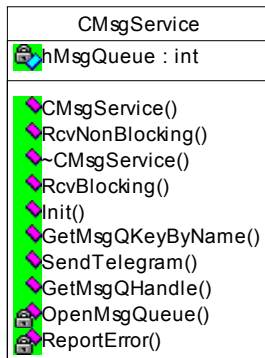 CMsgService
hMsgQueue : int
CMsgService()
RcvNonBlocking()
~CMsgService()
RcvBlocking()
Init()
GetMsgQKeyByName()
SendTelegram()
GetMsgQHandle()
OpenMsgQueue()
ReportError()